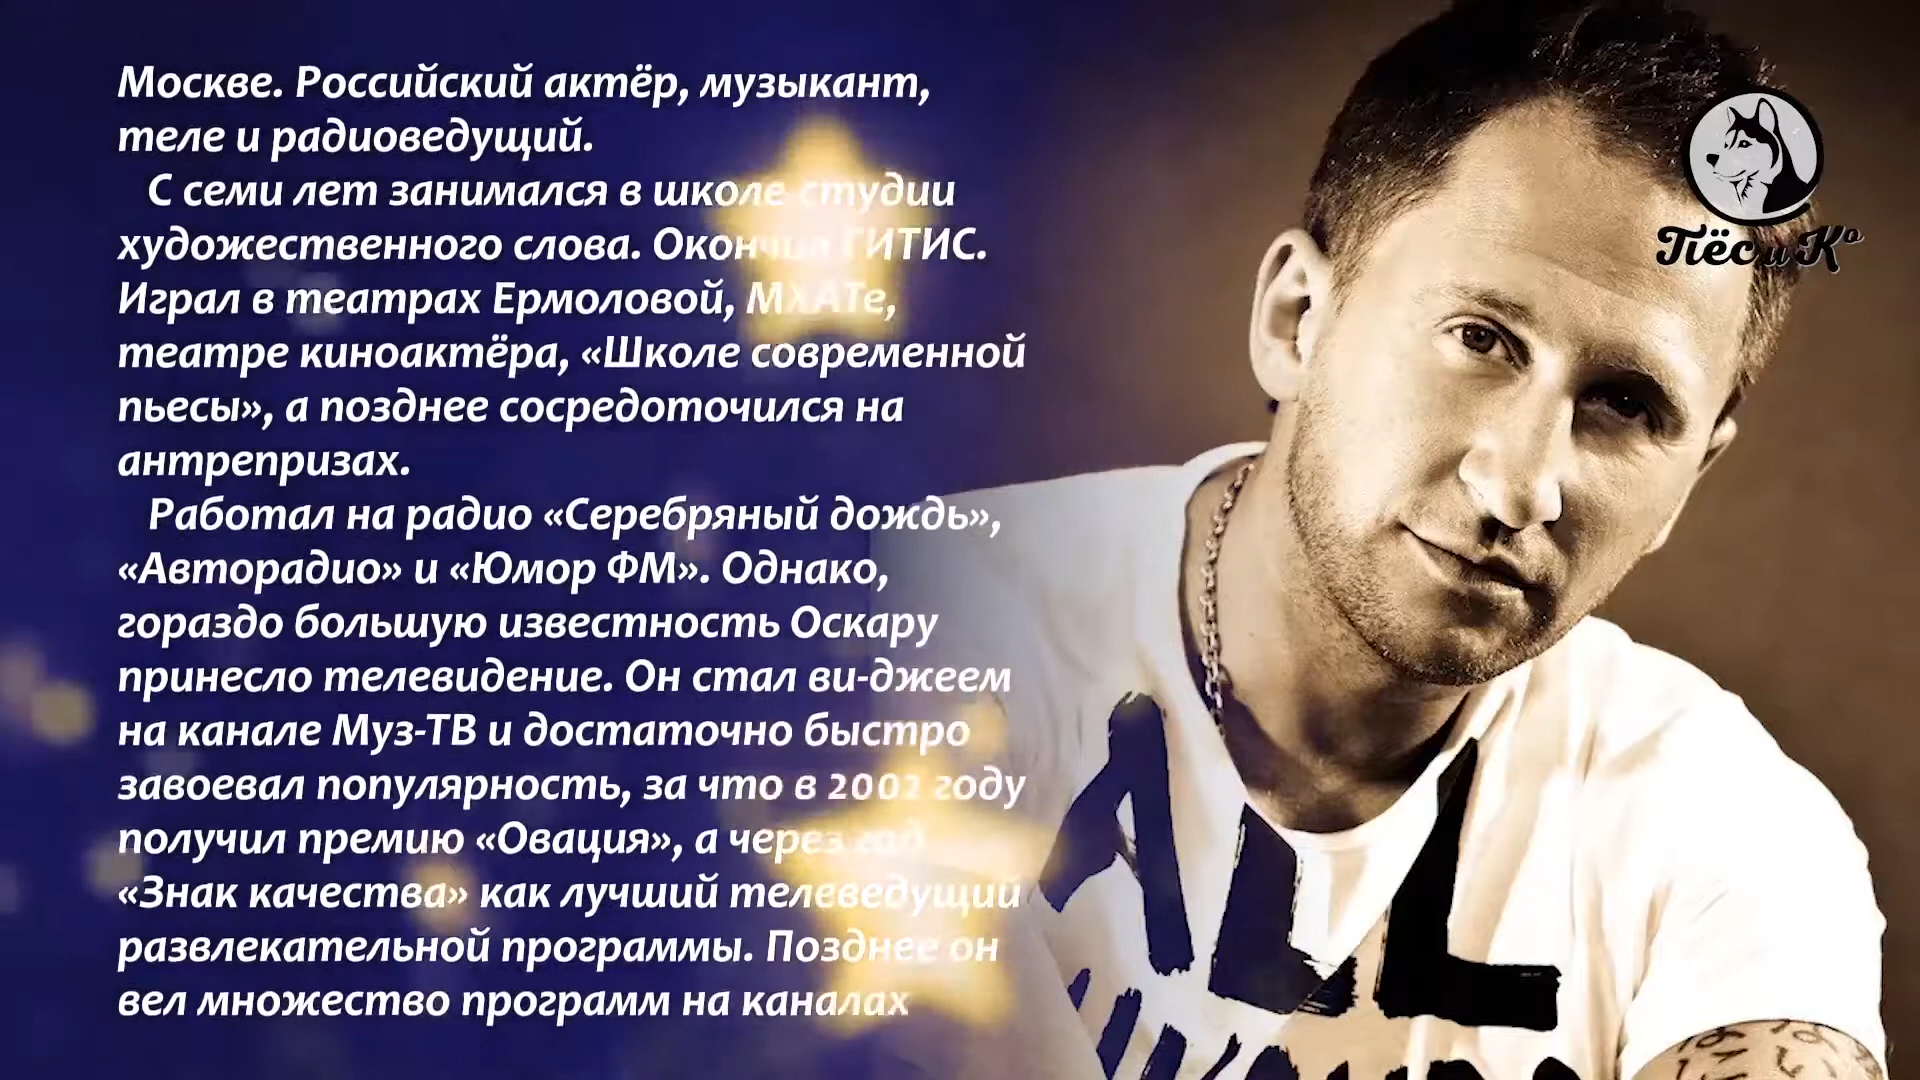 Москве. Российский актёр, музыкант,
теле и радиоведущий.
С семи лет занимался в школе студии
художественного слова. Окончил ГИТИС.
Играл в театрах Ермоловой, МХАТе,
театре киноактёра, «Школе современной
пьесы», а позднее сосредоточился на
антрепризах.
Работал на радио «Серебряный дождь»,
«Авторадио» и «Юмор ФМ». Однако,
гораздо большую известность Оскару
принесло телевидение. Он стал ви-джеем
на канале Муз-ТВ и достаточно быстро
завоевал популярность, за что в 2002 году
получил премию «Овация», а через год
«Знак качества» как лучший телеведущий
развлекательной программы. Позднее он
вел множество программ на каналах
Пёс и Ко
ALL